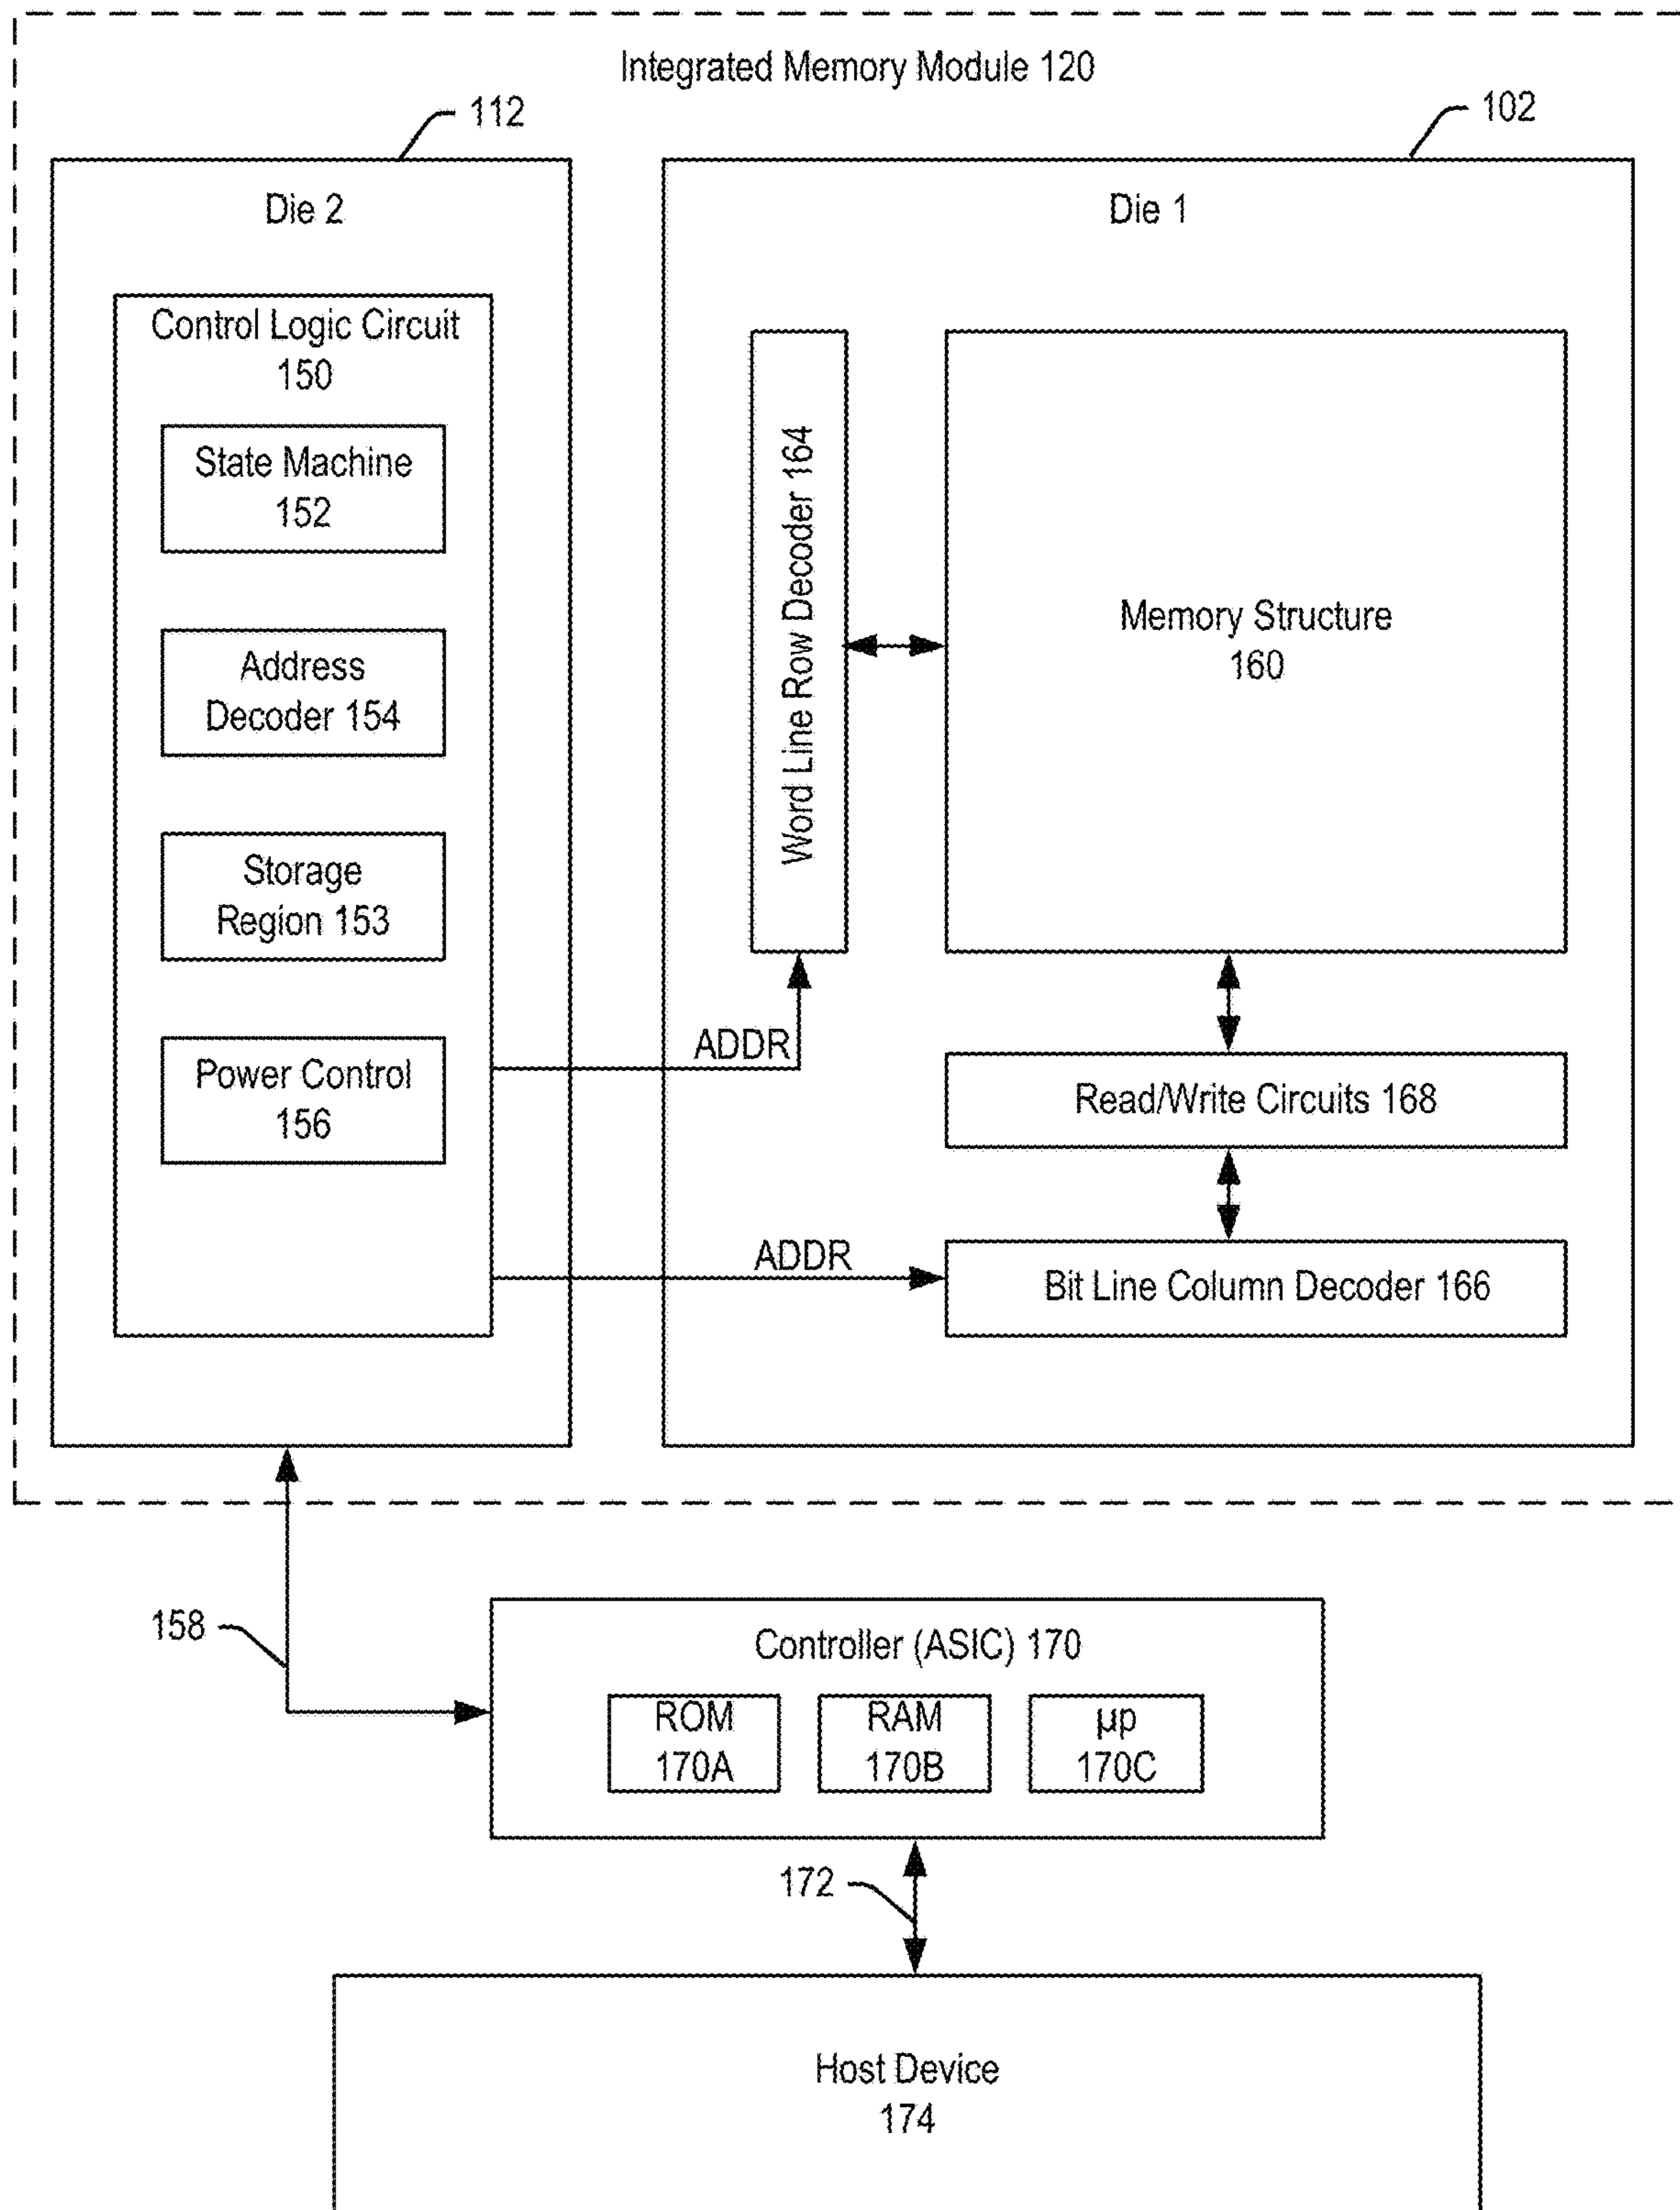 Integrated Memory Module 120
112
102
Die 2
Die 1
Control Logic Circuit
150
State Machine
152
Address
Decoder 154
Storage
Region 153
Power Control
156
Word Line Row Decoder 164
Memory Structure
160
ADDR
Read/Write Circuits 168
ADDR
Bit Line Column Decoder 166
158
Controller (ASIC) 170
ROM
170A
RAM
170B
µp
170C
172
Host Device
174